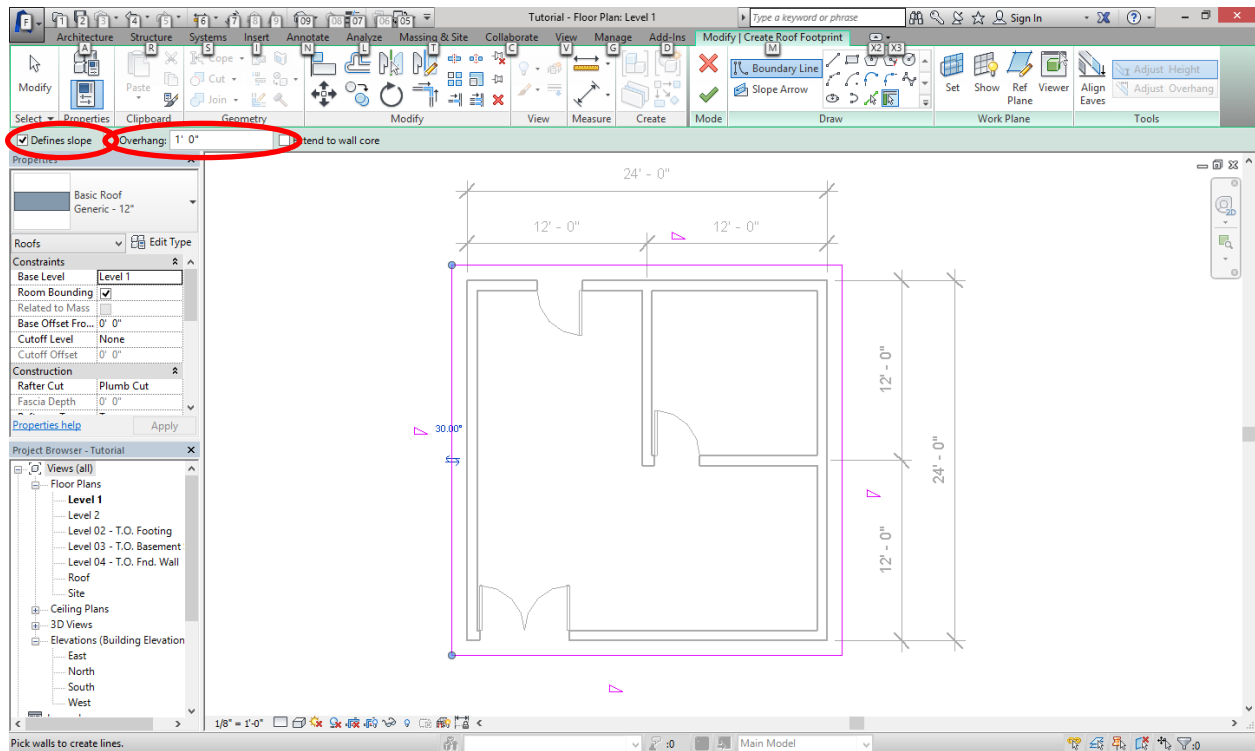 Tutorial - Floor Plan: Level 1
Type a keyword or phrase
Sign In
Architecture Structure Systems Insert Annotate Analyze Massing & Site Collaborate View Manage Add-Ins Modify | Create Roof Footprint
A R S I N L T C V G D M X2 X3
Modify
Paste
Cope
Cut
Join
Boundary Line
Slope Arrow
Set Show Ref Plane Viewer
Align Eaves
Adjust Height
Adjust Overhang
Select Properties Clipboard Geometry Modify View Measure Create Mode Draw Work Plane Tools
Defines slope Overhang: 1' 0" Extend to wall core
Properties
Basic Roof
Generic - 12"
Roofs Edit Type
Constraints
Base Level Level 1
Room Bounding
Related to Mass
Base Offset Fro... 0' 0"
Cutoff Level None
Cutoff Offset 0' 0"
Construction
Rafter Cut Plumb Cut
Fascia Depth 0' 0"
Properties help Apply
Project Browser - Tutorial
Views (all)
Floor Plans
Level 1
Level 2
Level 02 - T.O. Footing
Level 03 - T.O. Basement
Level 04 - T.O. Fnd. Wall
Roof
Site
Ceiling Plans
3D Views
Elevations (Building Elevation
East
North
South
West
24' - 0"
12' - 0" 12' - 0"
30.00°
12' - 0"
24' - 0"
12' - 0"
2D
1/8" = 1'-0"
Pick walls to create lines.
:0
Main Model
:0